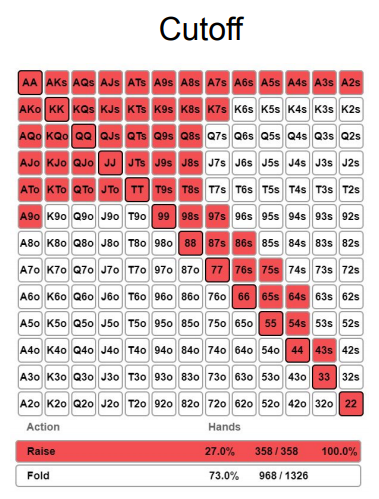 Cutoff
AA AKs AQs AJs ATs A9s A8s A7s A6s A5s A4s A3s A2s
AKo KK KQs KJs KTs K9s K8s K7s K6s K5s K4s K3s K2s
AQo KQo QQ QJs QTs Q9s Q8s Q7s Q6s Q5s Q4s Q3s Q2s
AJo KJo QJo JJ JTs J9s J8s J7s J6s J5s J4s J3s J2s
ATo KTo QTo JTo TT T9s T8s T7s T6s T5s T4s T3s T2s
A9o K9o Q9o J9o T9o 99 98s 97s 96s 95s 94s 93s 92s
A8o K8o Q8o J8o T8o 98o 88 87s 86s 85s 84s 83s 82s
A7o K7o Q7o J7o T7o 97o 87o 77 76s 75s 74s 73s 72s
A6o K6o Q6o J6o T6o 96o 86o 76o 66 65s 64s 63s 62s
A5o K5o Q5o J5o T5o 95o 85o 75o 65o 55 54s 53s 52s
A4o K4o Q4o J4o T4o 94o 84o 74o 64o 54o 44 43s 42s
A3o K3o Q3o J3o T3o 93o 83o 73o 63o 53o 43o 33 32s
A2o K2o Q2o J2o T2o 92o 82o 72o 62o 52o 42o 32o 22
Action Hands
Raise 27.0% 358 / 358 100.0%
Fold 73.0% 968 / 1326